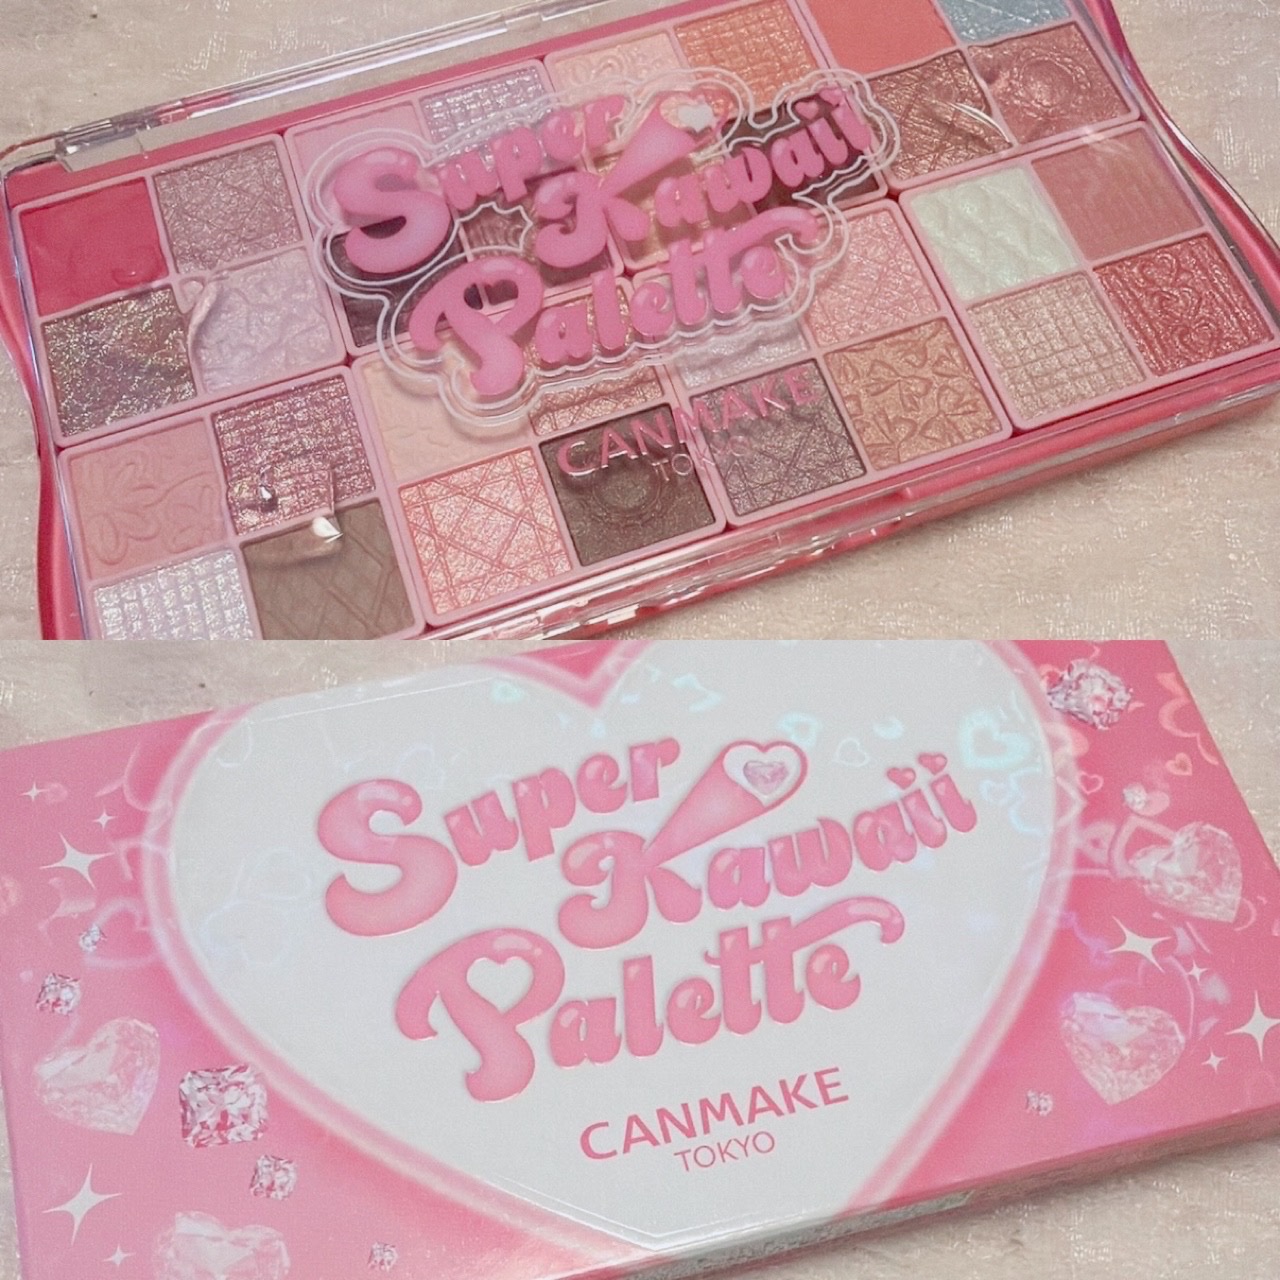 Super
Kawaii
Palette
CANMAKE
TOKYO
Super
Kawaii
Palette
CANMAKE
TOKYO